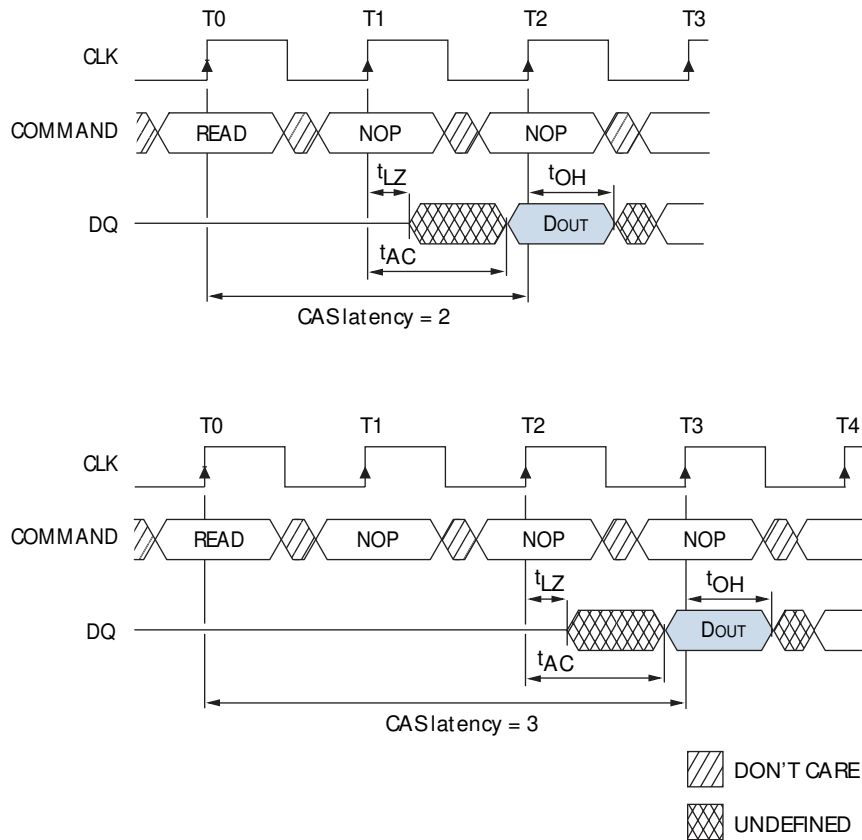 T0 T1 T2 T3
CLK
COMMAND READ NOP NOP
tLZ tOH
DQ DOUT
tAC
CAS latency = 2
T0 T1 T2 T3 T4
CLK
COMMAND READ NOP NOP NOP
tLZ tOH
DQ DOUT
tAC
CAS latency = 3
DON'T CARE
UNDEFINED